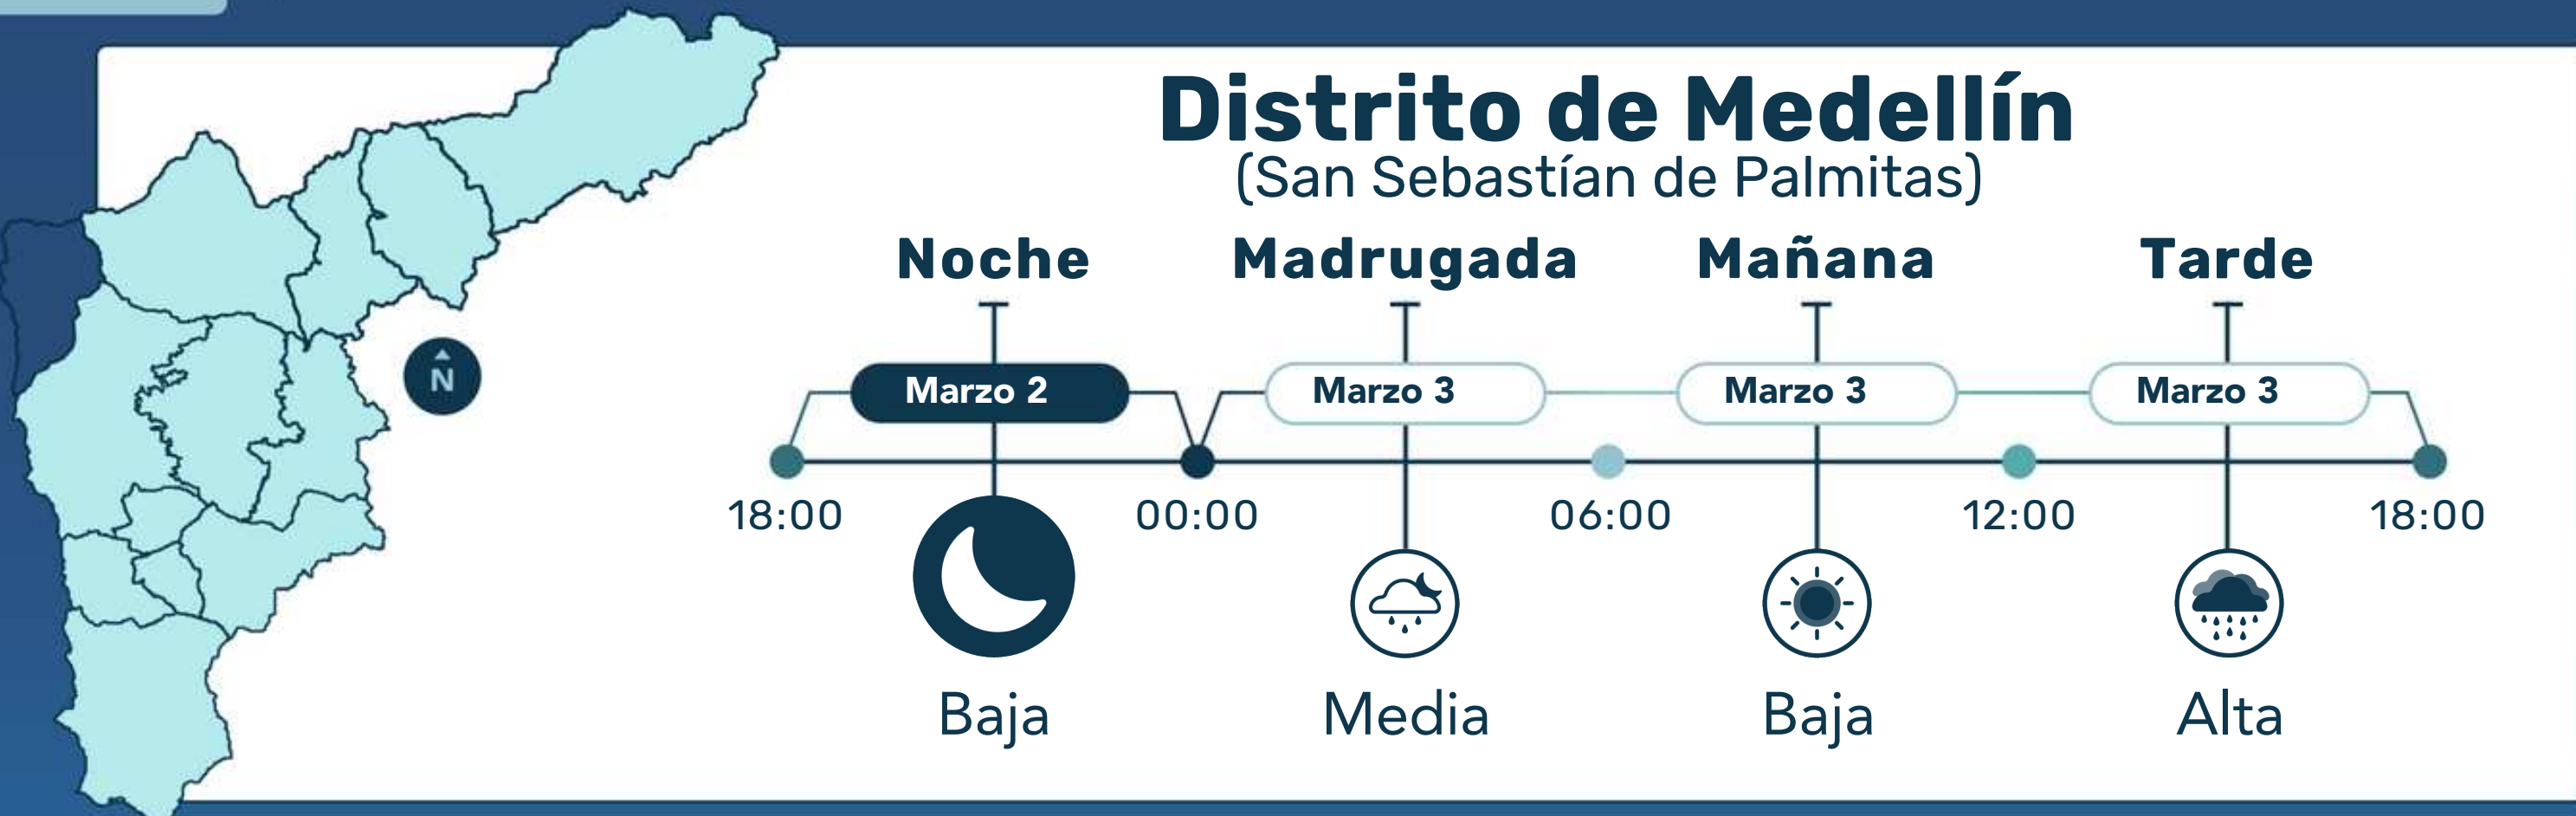 Distrito de Medellín
(San Sebastían de Palmitas)
Noche Madrugada Mañana Tarde
N
Marzo 2 Marzo 3 Marzo 3 Marzo 3
18:00 00:00 06:00 12:00 18:00
Baja Media Baja Alta